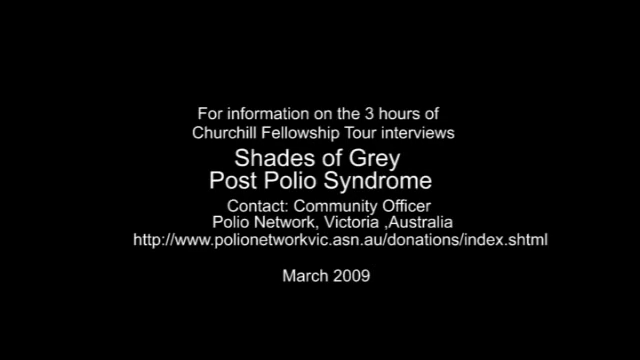 For information on the 3 hours of
Churchill Fellowship Tour interviews
Shades of Grey
Post Polio Syndrome
Contact: Community Officer
Polio Network, Victoria ,Australia
http://www.polionetworkvic.asn.au/donations/index.shtml
March 2009